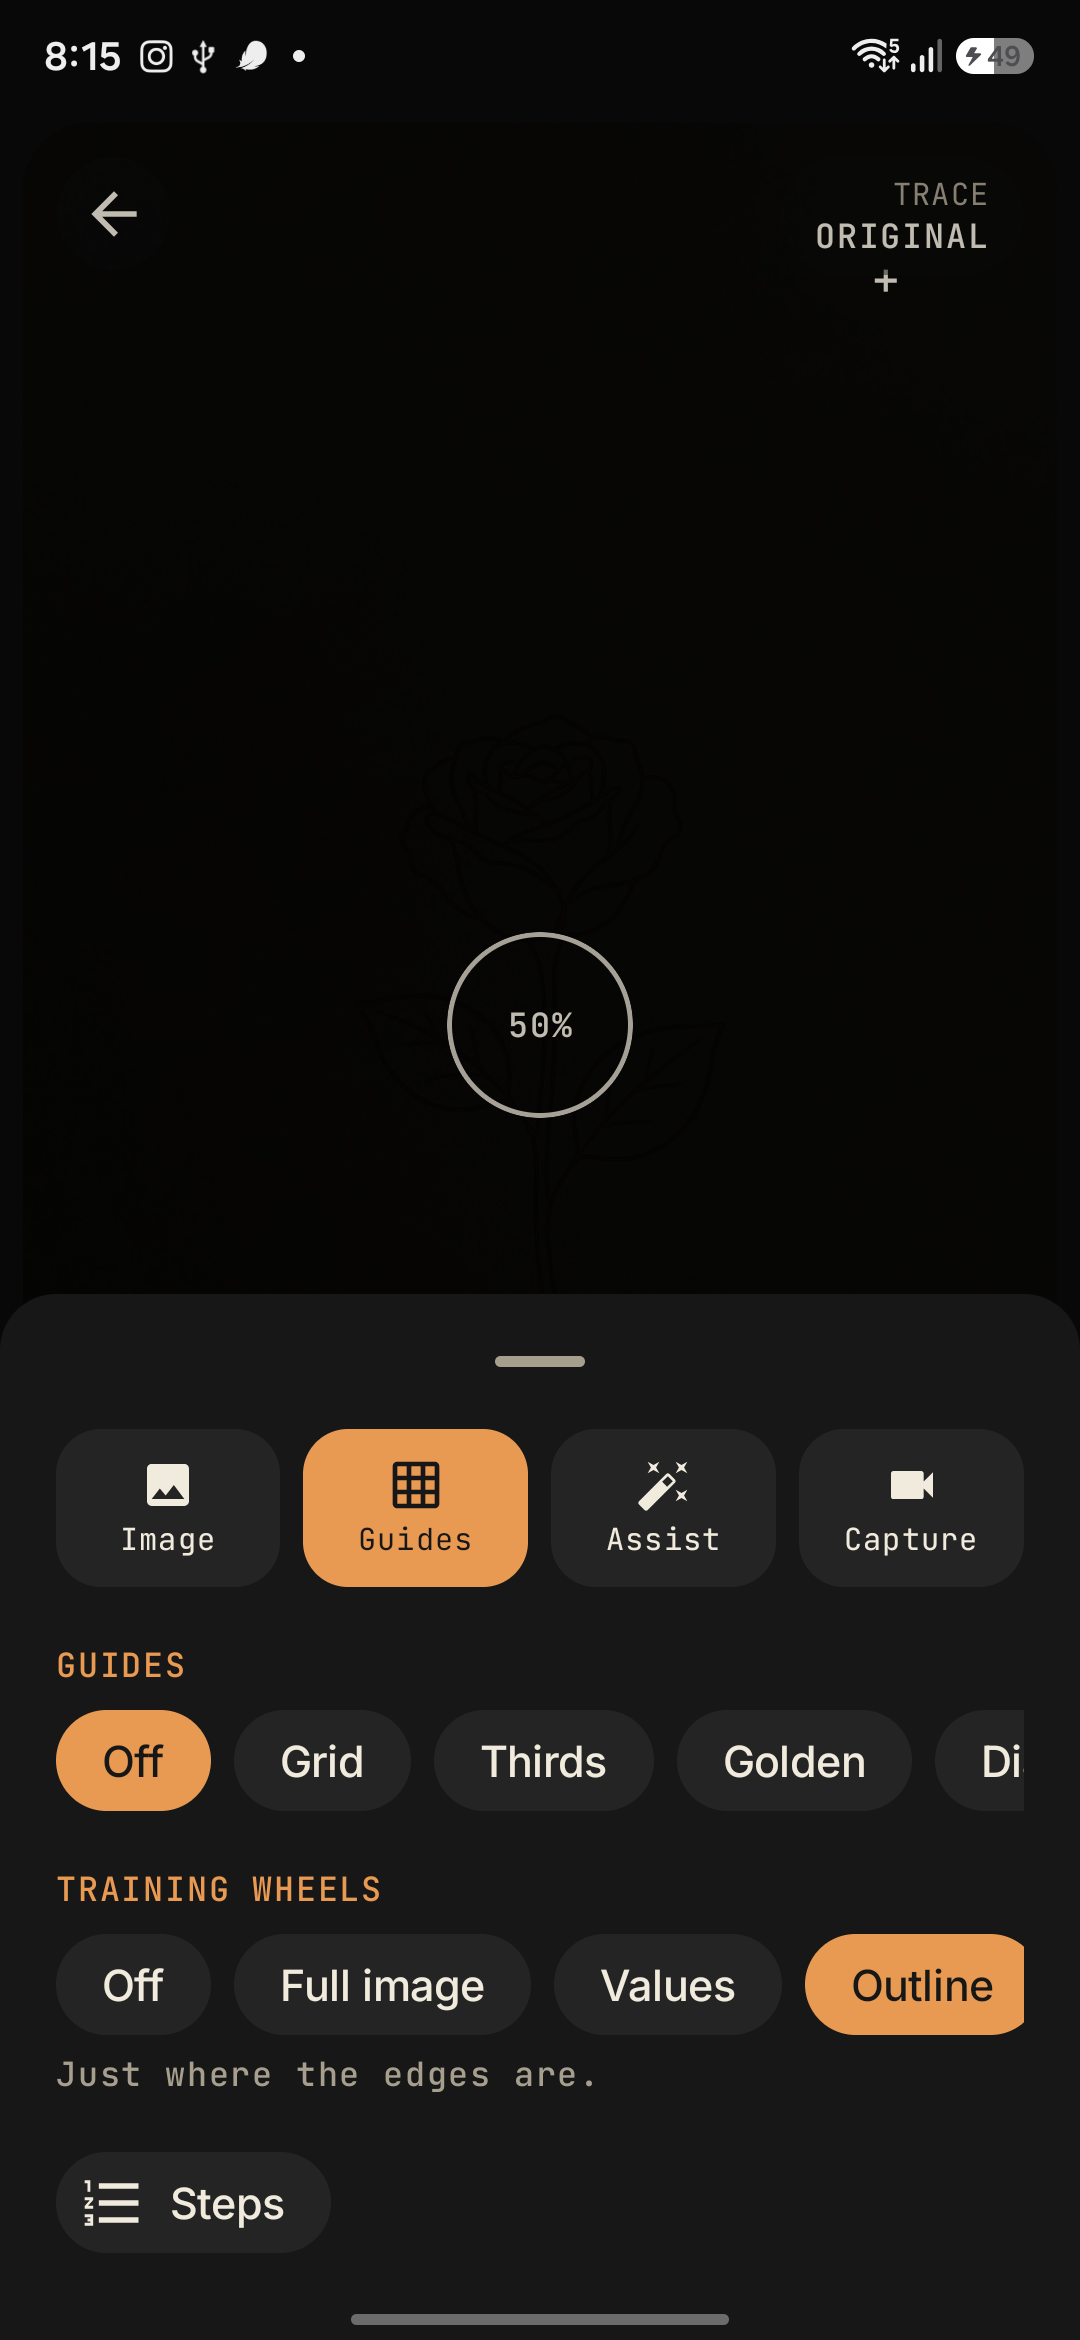 8:15
5
49
TRACE
ORIGINAL
+
50%
Image
Guides
Assist
Capture
GUIDES
Off
Grid
Thirds
Golden
TRAINING WHEELS
Off
Full image
Values
Outline
Just where the edges are.
Steps